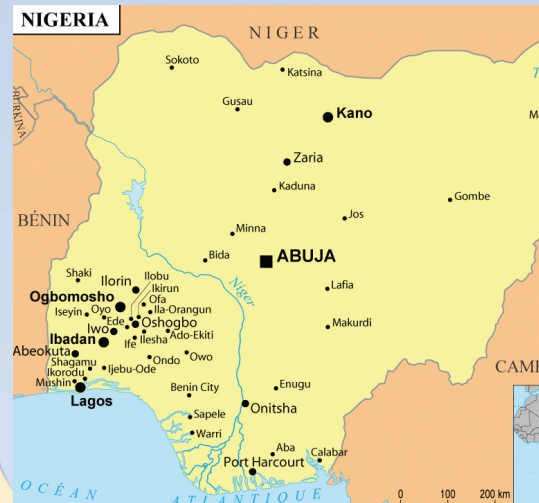 NIGERIA
NIGER
Sokoto
Katsina
Gusau
Kano
BURKINA
Zaria
Kaduna
Gombe
Jos
BÉNIN
Minna
Bida
ABUJA
Niger
Shaki
Ilorin
Ilobu
Ikirun
Lafia
Ogbomosho
Ofa
Iseyin
Oyo
Ila-Orangun
Ede
Oshogbo
Makurdi
Iwo
Ilesha
Ado-Ekiti
Ibadan
Ife
Abeokuta
Ondo
Owo
Shagamu
Ikorodu
Ijebu-Ode
Mushin
Lagos
Benin City
Enugu
Onitsha
Sapele
Warri
Aba
Calabar
Port Harcourt
OCÉAN
ATLANTIQUE
0 100 200 km